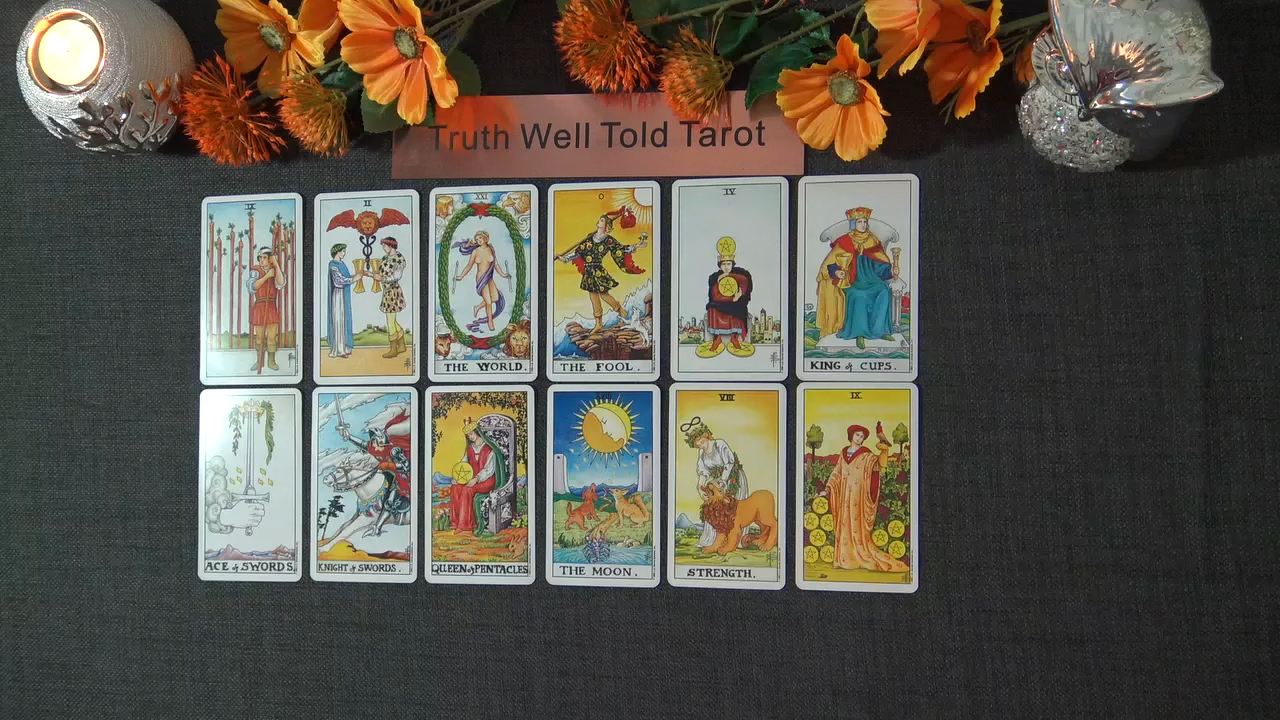 Truth Well Told Tarot
IX
II
XXI
THE WORLD.
0
THE FOOL.
IV
KING of CUPS.
ACE of SWORDS.
KNIGHT of SWORDS.
QUEEN of PENTACLES
THE MOON.
VIII
STRENGTH.
IX